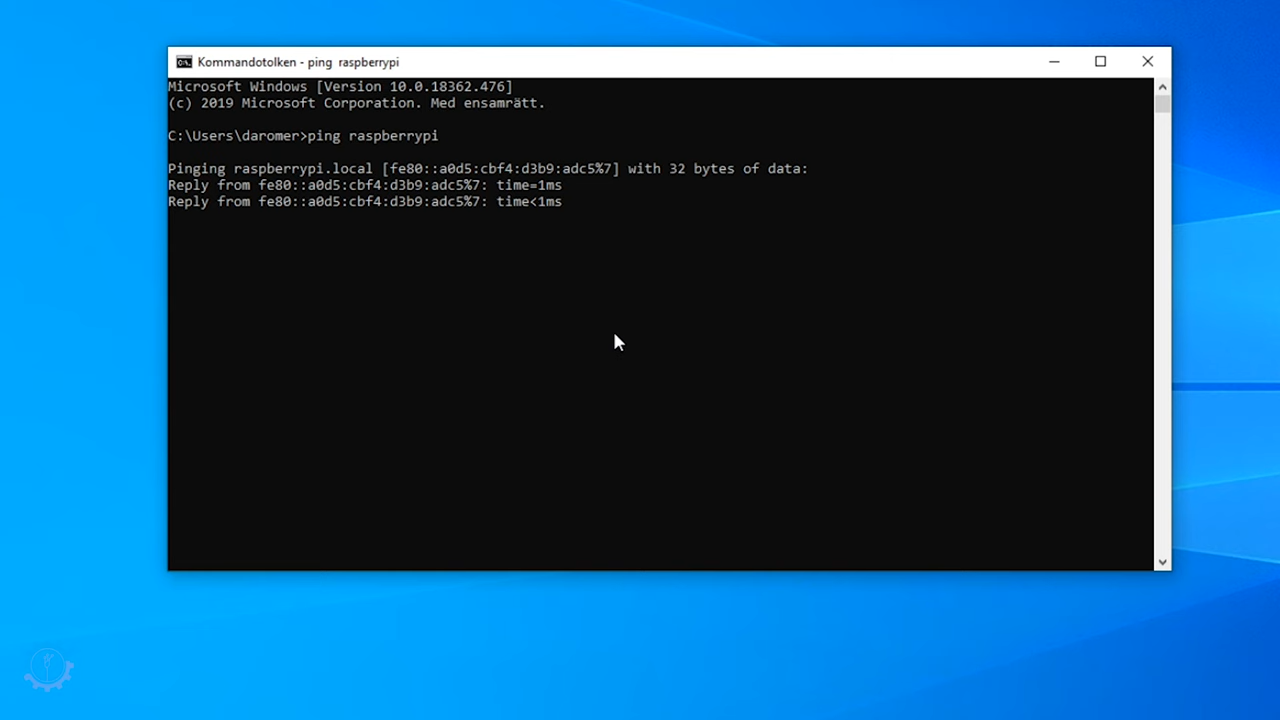 Kommandotolken - ping  raspberrypi
Microsoft Windows [Version 10.0.18362.476]
(c) 2019 Microsoft Corporation. Med ensamrätt.
C:\Users\daromer>ping raspberrypi
Pinging raspberrypi.local [fe80::a0d5:cbf4:d3b9:adc5%7] with 32 bytes of data:
Reply from fe80::a0d5:cbf4:d3b9:adc5%7: time=1ms
Reply from fe80::a0d5:cbf4:d3b9:adc5%7: time<1ms